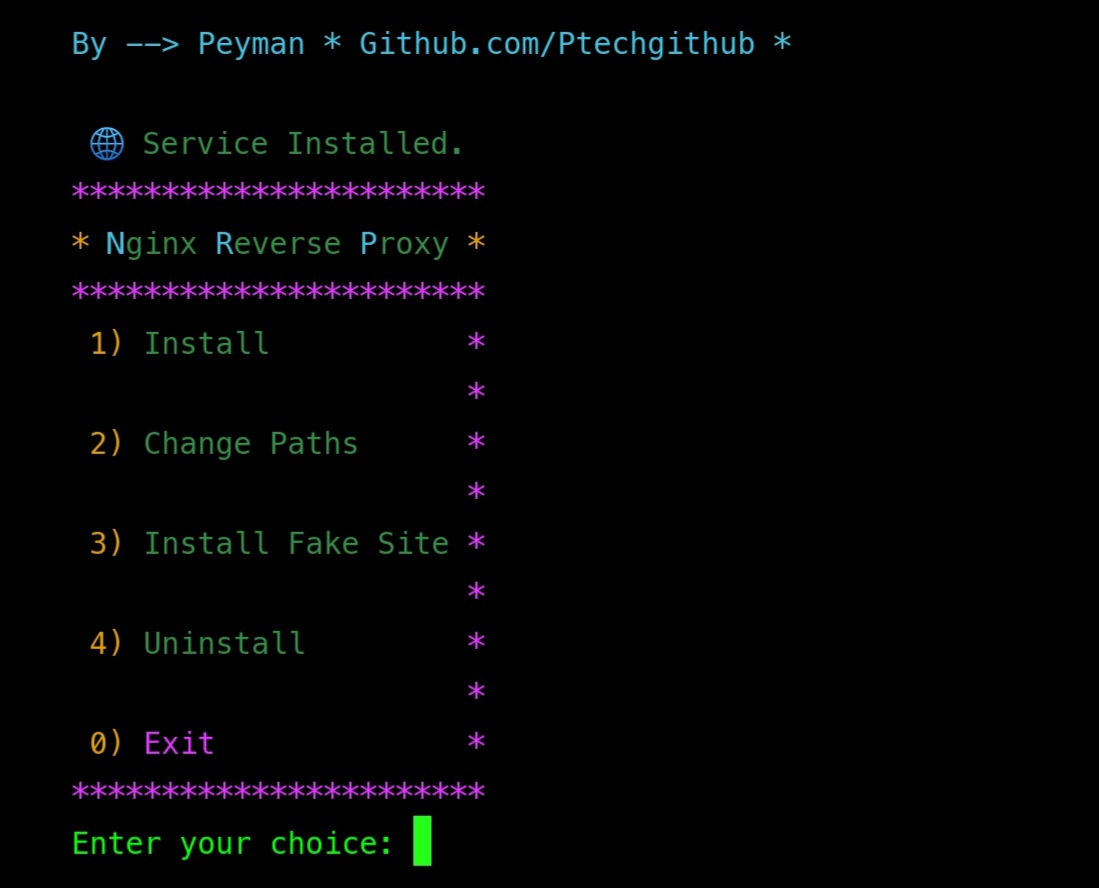 By --> Peyman * Github.com/Ptechgithub *
🌐 Service Installed.
***********************
* Nginx Reverse Proxy *
***********************
1) Install *
*
2) Change Paths *
*
3) Install Fake Site *
*
4) Uninstall *
*
0) Exit *
***********************
Enter your choice: